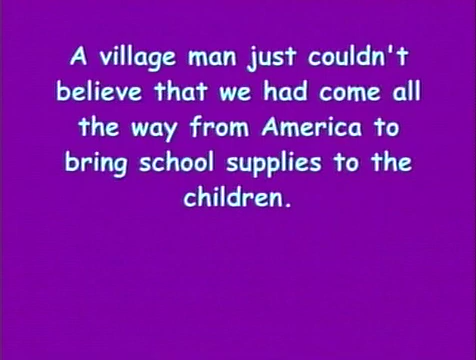 A village man just couldn't
believe that we had come all
the way from America to
bring school supplies to the
children.